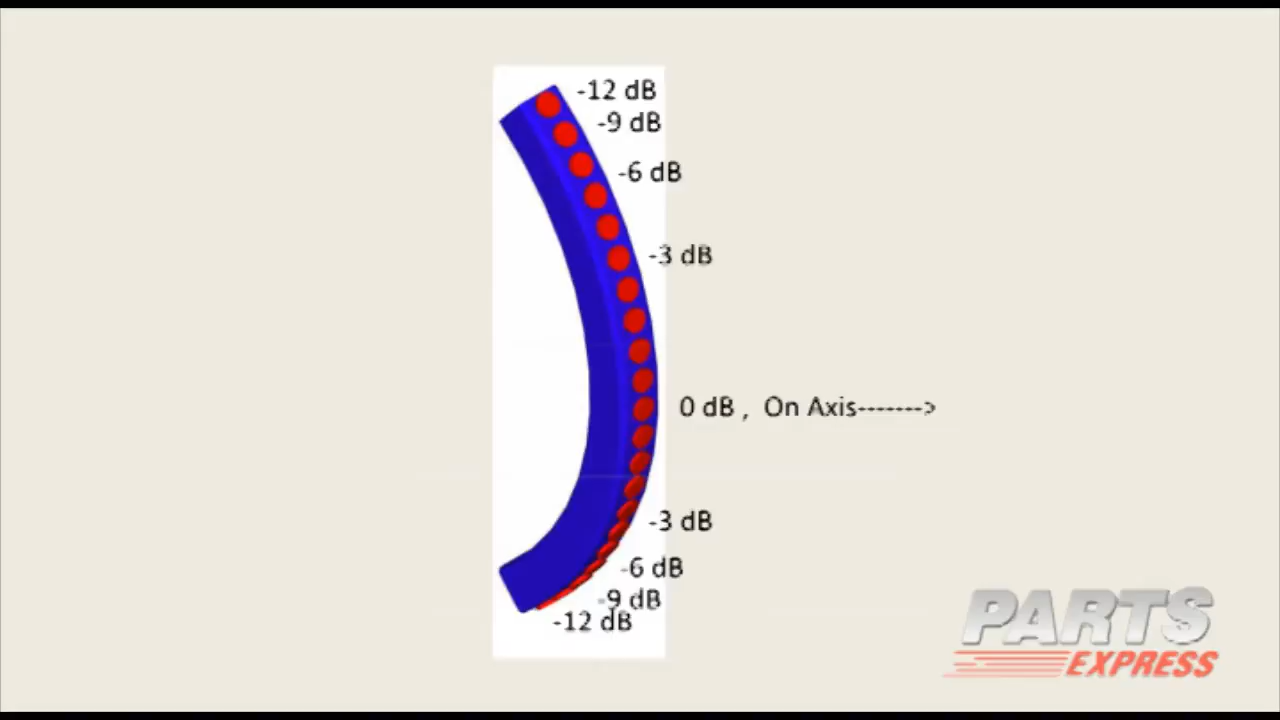 -12 dB
-9 dB
-6 dB
-3 dB
0 dB , On Axis------->
-3 dB
-6 dB
-9 dB
-12 dB
PARTS
EXPRESS